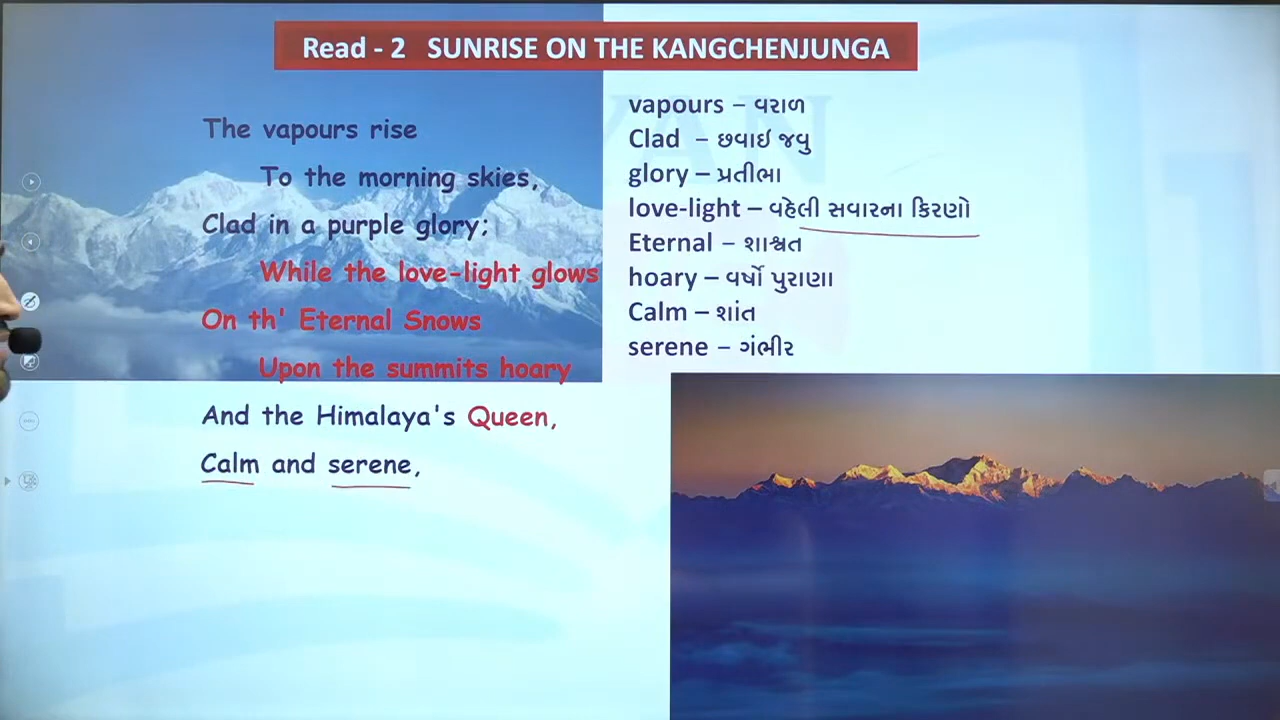 Read - 2 SUNRISE ON THE KANGCHENJUNGA
The vapours rise
To the morning skies,
Clad in a purple glory;
While the love-light glows
On th' Eternal Snows
Upon the summits hoary
And the Himalaya's Queen,
Calm and serene,
vapours – વરાળ
Clad – છવાઇ જવુ
glory – પ્રતીભા
love-light – વહેલી સવારના કિરણો
Eternal – શાશ્વત
hoary – વર્ષો પુરાણા
Calm – શાંત
serene – ગંભીર